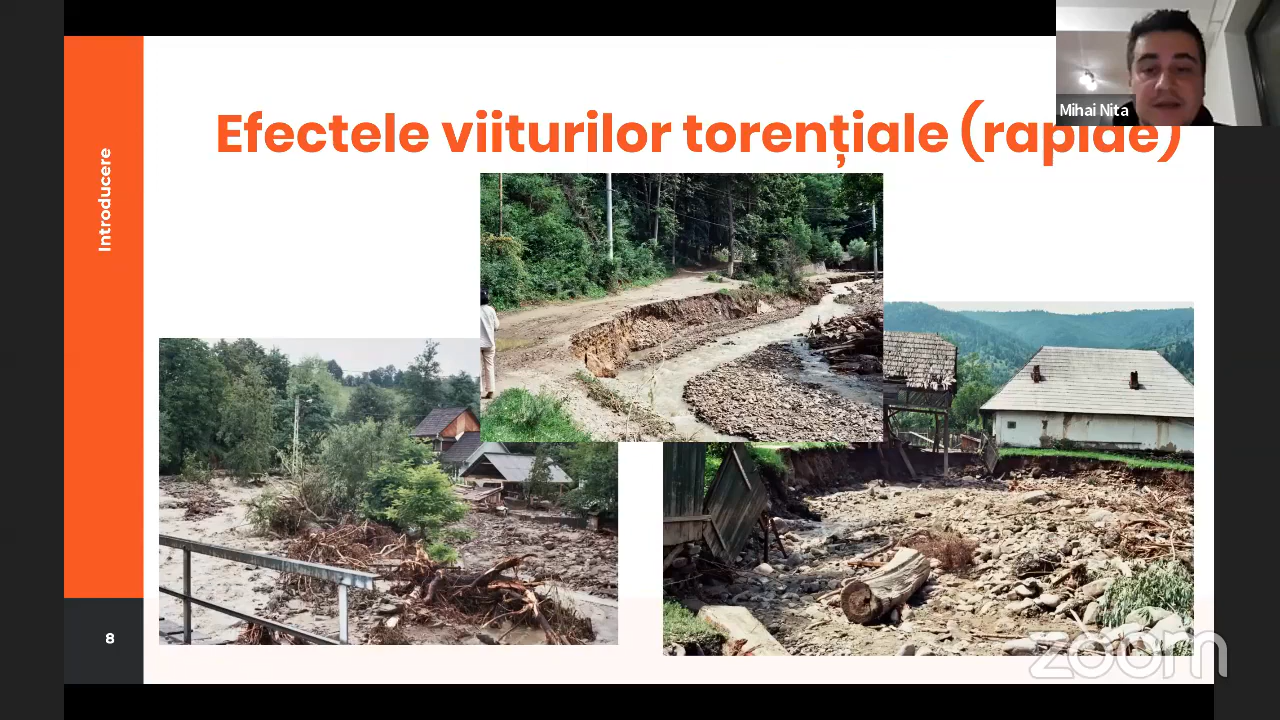 Mihai Nita
Efectele viiturilor torențiale (rapide)
Introducere
8
zoom